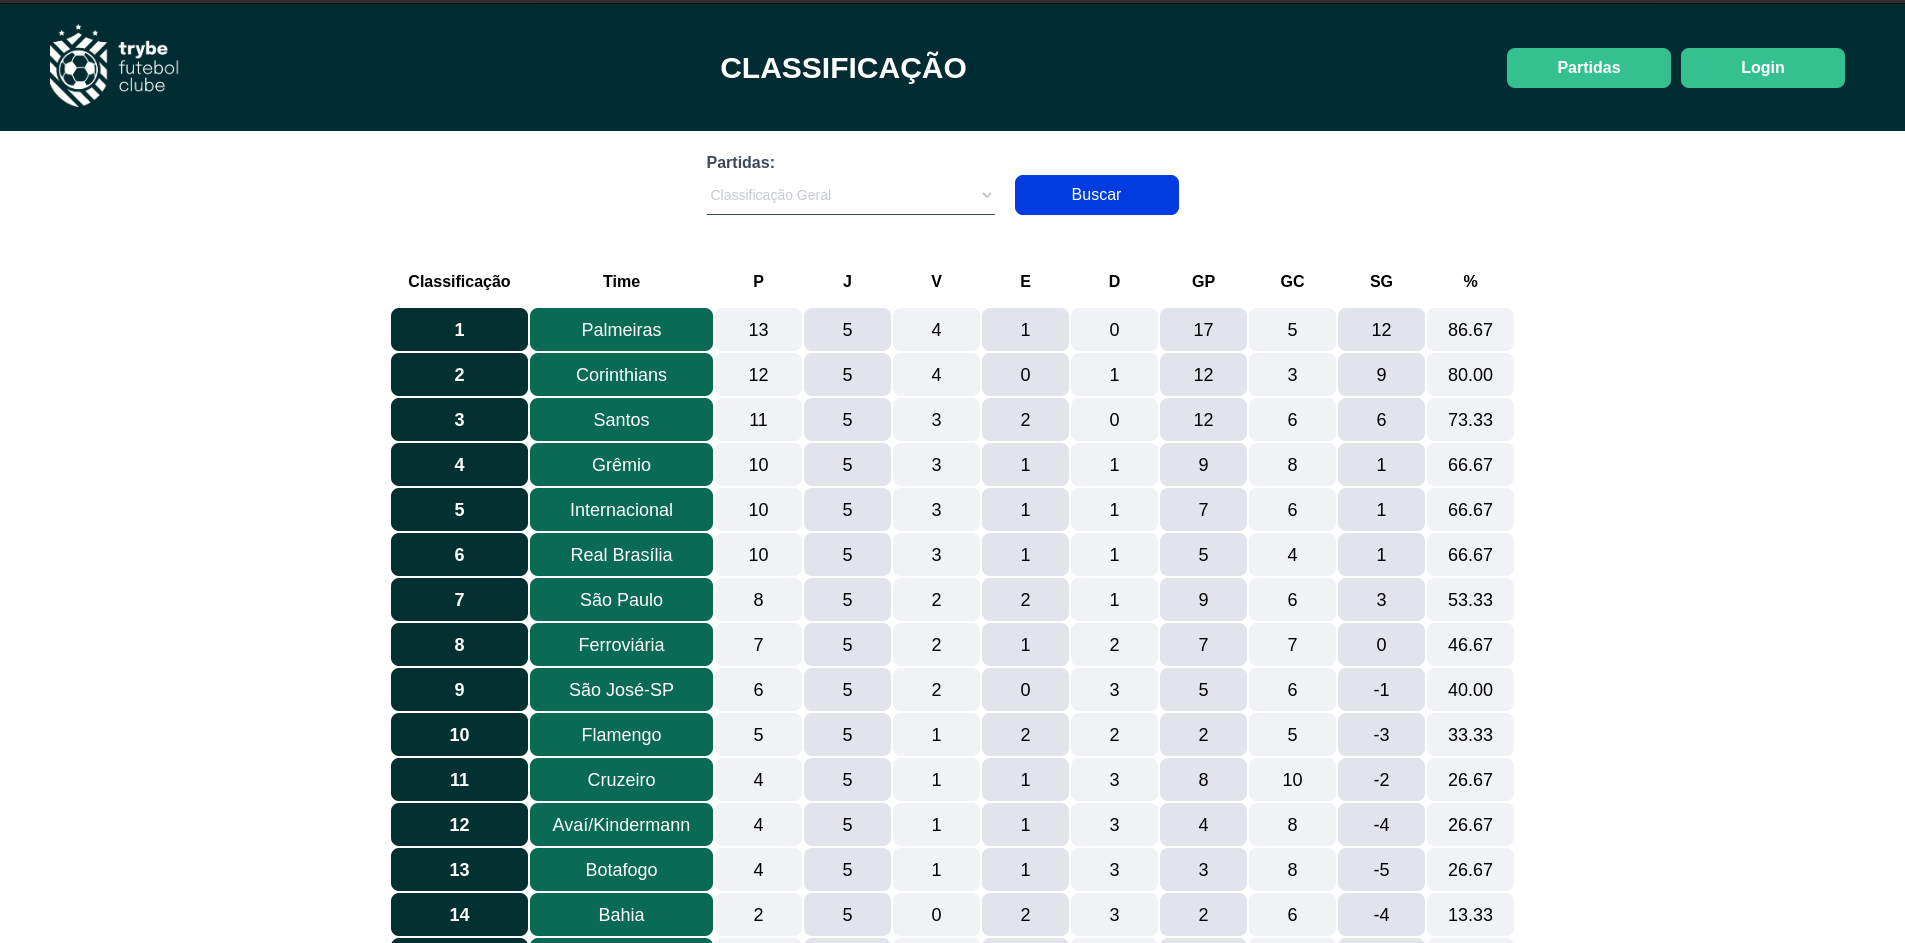 trybe
futebol
clube
CLASSIFICAÇÃO
Partidas
Login
Partidas:
Classificação Geral
Buscar
Classificação Time P J V E D GP GC SG %
1 Palmeiras 13 5 4 1 0 17 5 12 86.67
2 Corinthians 12 5 4 0 1 12 3 9 80.00
3 Santos 11 5 3 2 0 12 6 6 73.33
4 Grêmio 10 5 3 1 1 9 8 1 66.67
5 Internacional 10 5 3 1 1 7 6 1 66.67
6 Real Brasília 10 5 3 1 1 5 4 1 66.67
7 São Paulo 8 5 2 2 1 9 6 3 53.33
8 Ferroviária 7 5 2 1 2 7 7 0 46.67
9 São José-SP 6 5 2 0 3 5 6 -1 40.00
10 Flamengo 5 5 1 2 2 2 5 -3 33.33
11 Cruzeiro 4 5 1 1 3 8 10 -2 26.67
12 Avaí/Kindermann 4 5 1 1 3 4 8 -4 26.67
13 Botafogo 4 5 1 1 3 3 8 -5 26.67
14 Bahia 2 5 0 2 3 2 6 -4 13.33